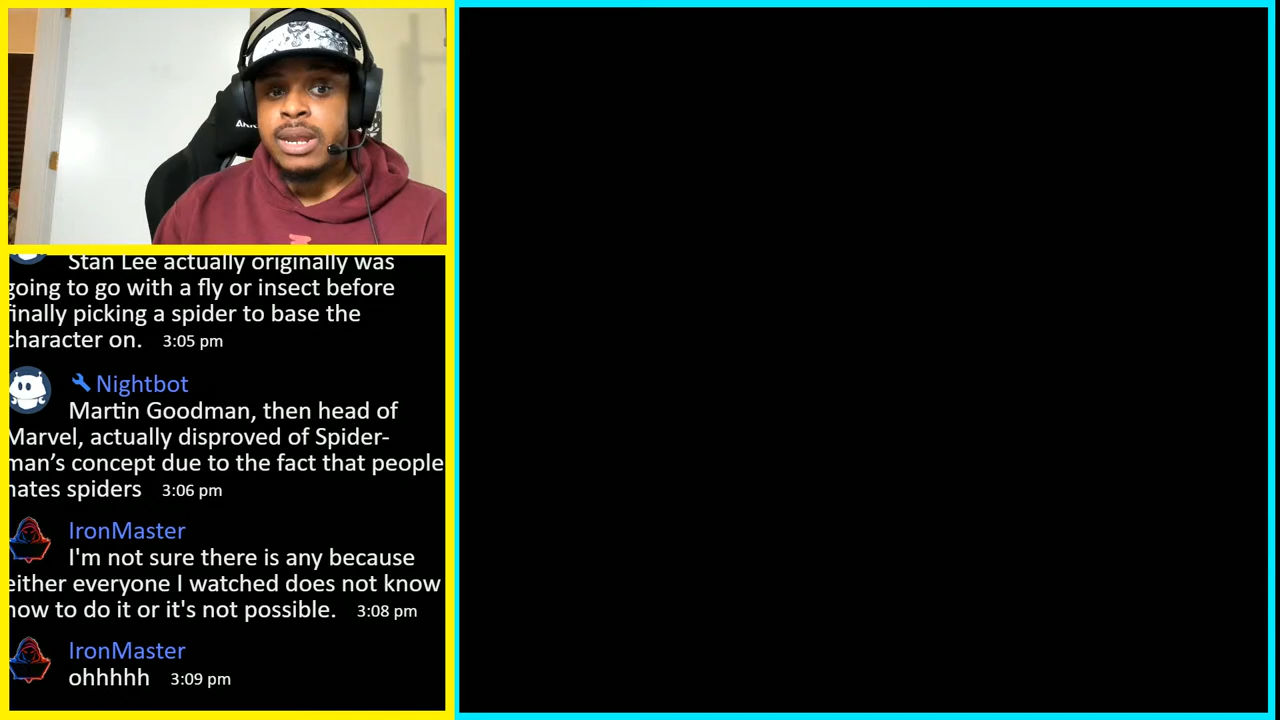 Stan Lee actually originally was
going to go with a fly or insect before
finally picking a spider to base the
character on. 3:05 pm
Nightbot
Martin Goodman, then head of
Marvel, actually disproved of Spider-
man's concept due to the fact that people
hates spiders 3:06 pm
IronMaster
I'm not sure there is any because
either everyone I watched does not know
how to do it or it's not possible. 3:08 pm
IronMaster
ohhhhh 3:09 pm